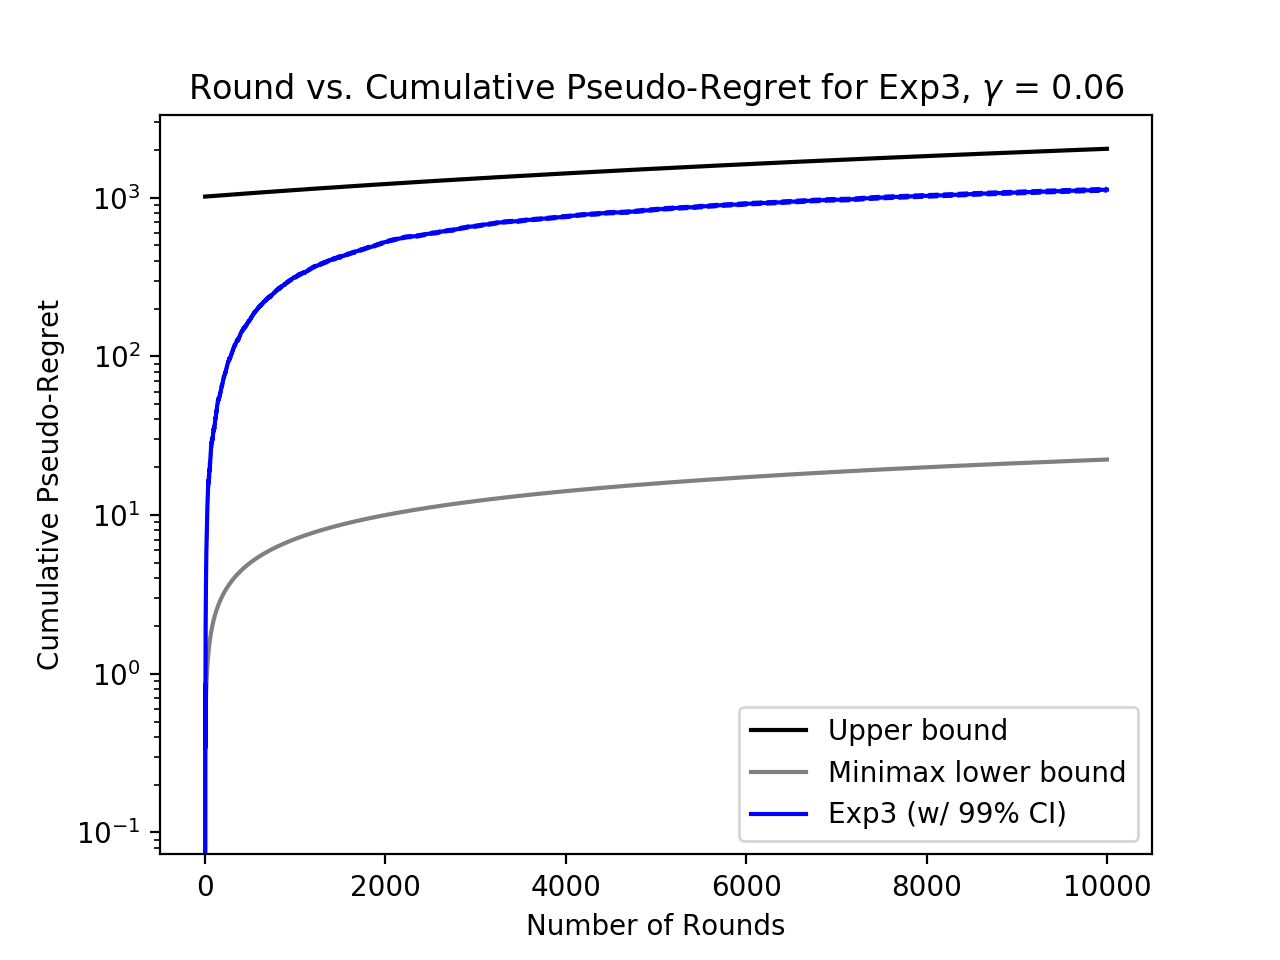 Round vs. Cumulative Pseudo-Regret for Exp3, γ = 0.06
Cumulative Pseudo-Regret
10³
10²
10¹
10⁰
10⁻¹
Upper bound
Minimax lower bound
Exp3 (w/ 99% CI)
0 2000 4000 6000 8000 10000
Number of Rounds